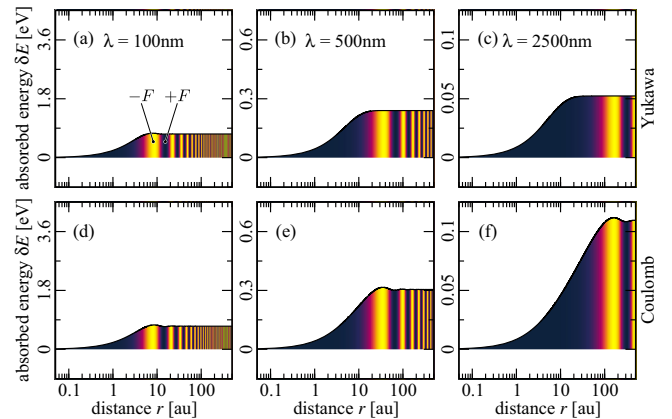 (a) λ = 100nm
(b) λ = 500nm
(c) λ = 2500nm
absorebd energy δE [eV]
3.6
1.8
0
−F +F
0.6
0.3
0
0.1
0.05
0
Yukawa
(d)
(e)
(f)
absorbed energy δE [eV]
3.6
1.8
0
0.6
0.3
0
0.1
0.05
0
Coulomb
0.1 1 10 100
0.1 1 10 100
0.1 1 10 100
distance r [au]
distance r [au]
distance r [au]